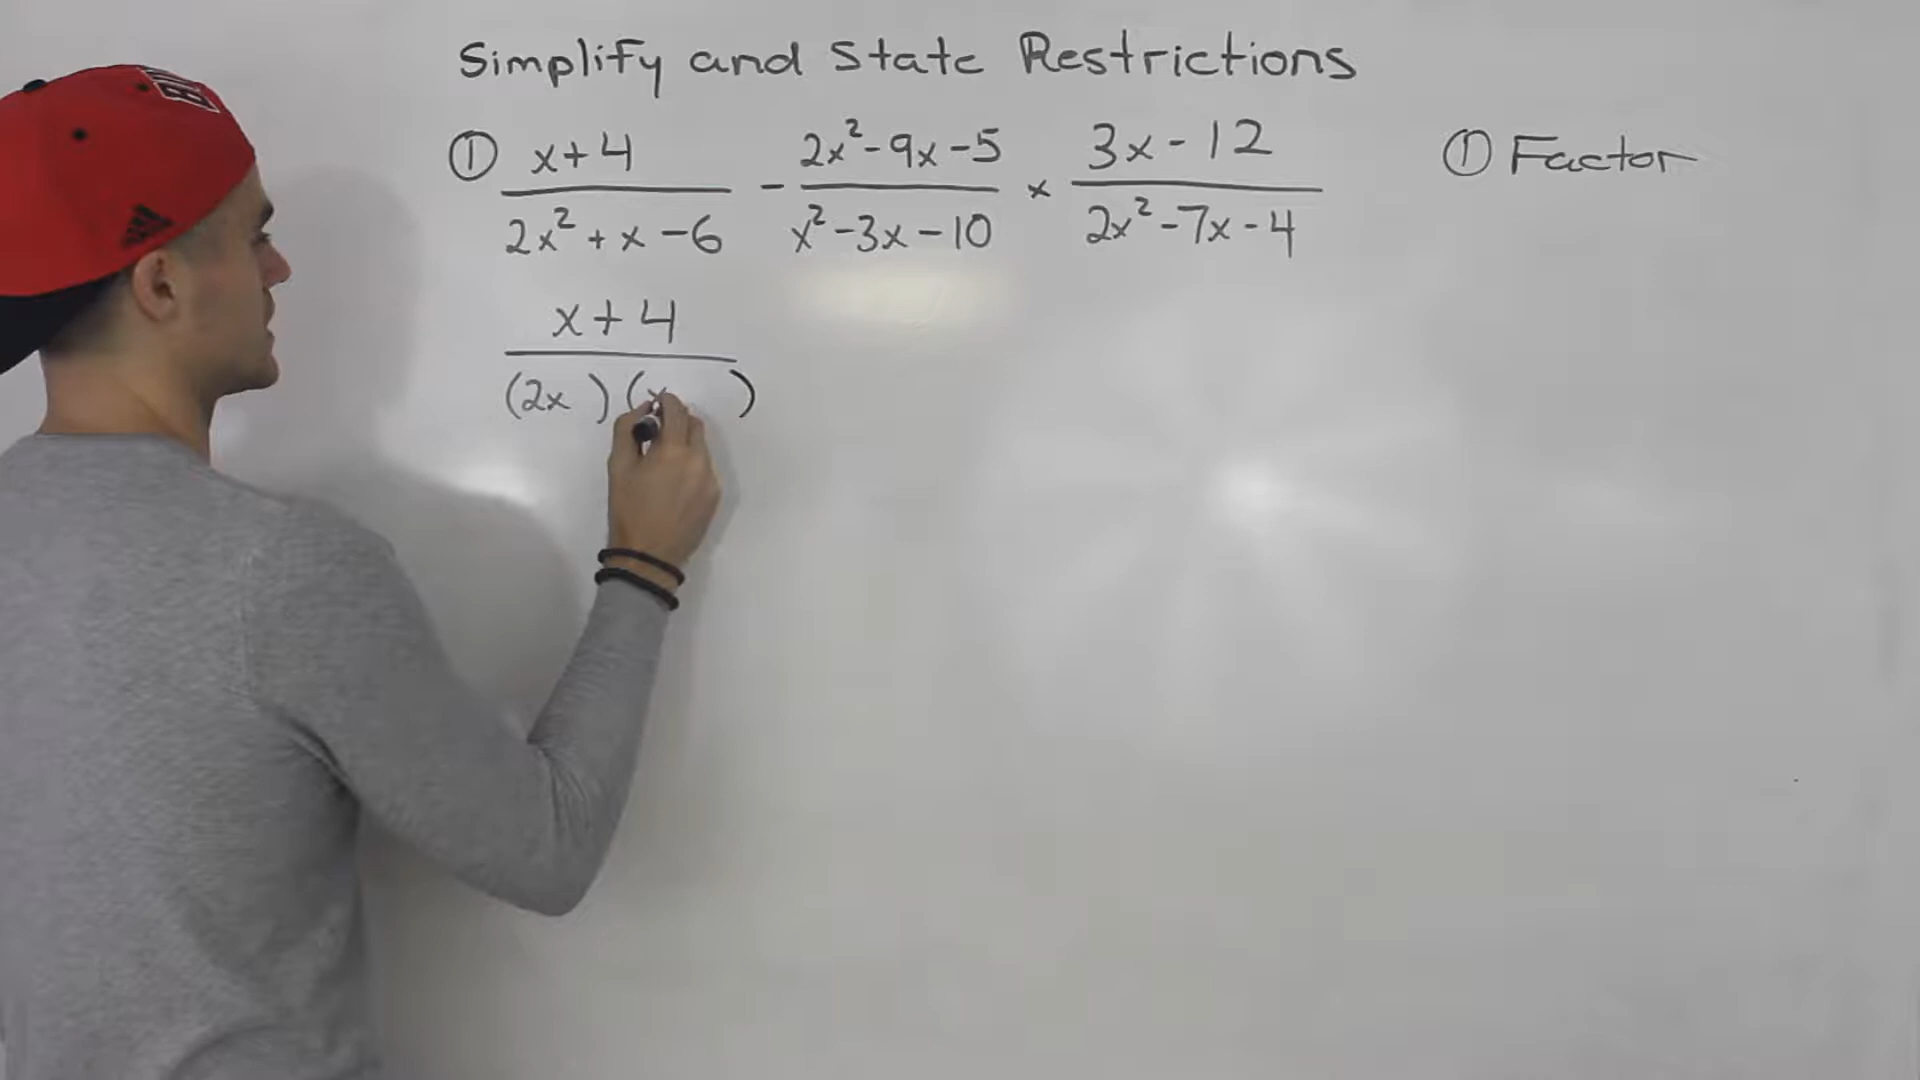 Simplify and State Restrictions
① x+4 / 2x²+x-6 - 2x²-9x-5 / x²-3x-10 × 3x-12 / 2x²-7x-4
① Factor
x+4 / (2x ) (x )